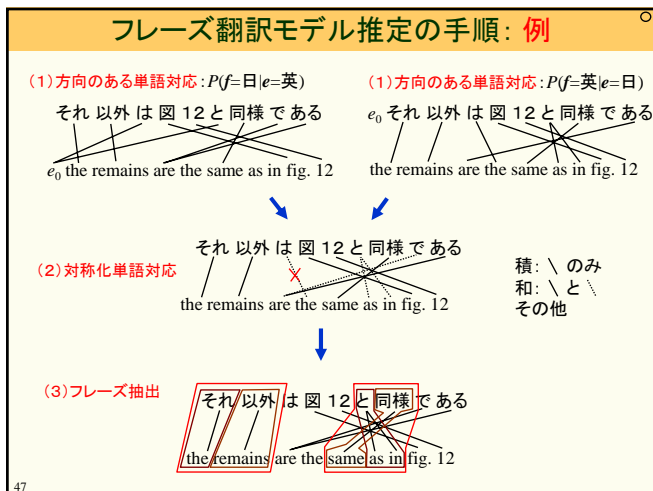 フレーズ翻訳モデル推定の手順: 例
(1)方向のある単語対応:P(f=日|e=英)
(1)方向のある単語対応:P(f=英|e=日)
それ 以外 は 図 12 と 同様 で ある
e0 the remains are the same as in fig. 12
e0 それ 以外 は 図 12 と 同様 で ある
the remains are the same as in fig. 12
(2)対称化単語対応
それ 以外 は 図 12 と 同様 で ある
the remains are the same as in fig. 12
積: \ のみ
和: \ と \
その他
(3)フレーズ抽出
それ 以外 は 図 12 と 同様 で ある
the remains are the same as in fig. 12
47